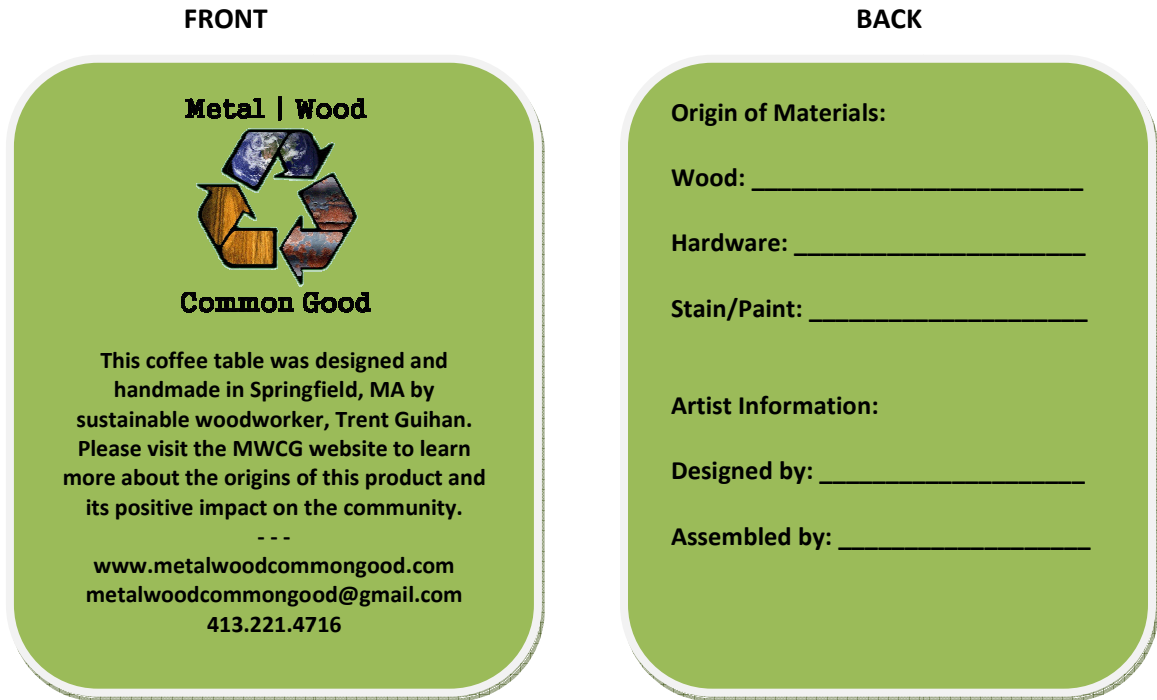 FRONT
Metal | Wood
Common Good
This coffee table was designed and
handmade in Springfield, MA by
sustainable woodworker, Trent Guihan.
Please visit the MWCG website to learn
more about the origins of this product and
its positive impact on the community.
- - -
www.metalwoodcommongood.com
metalwoodcommongood@gmail.com
413.221.4716
BACK
Origin of Materials:
Wood: _________________________
Hardware: ______________________
Stain/Paint: _____________________
Artist Information:
Designed by: ____________________
Assembled by: ___________________